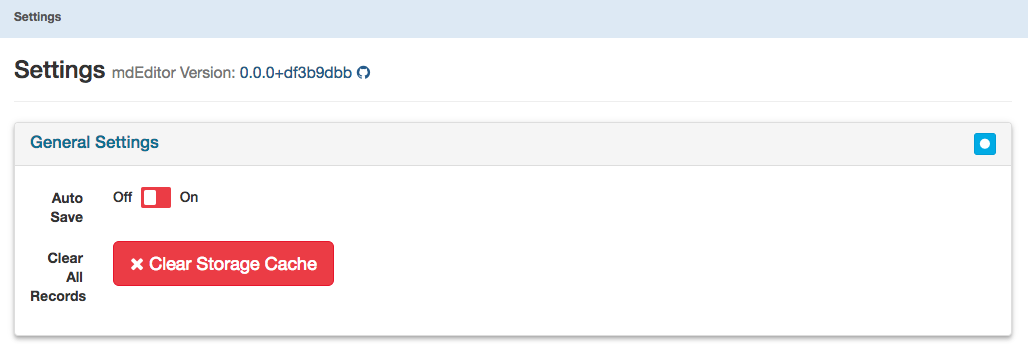 Settings
Settings mdEditor Version: 0.0.0+df3b9dbb
General Settings
Auto Save Off On
Clear All Records Clear Storage Cache